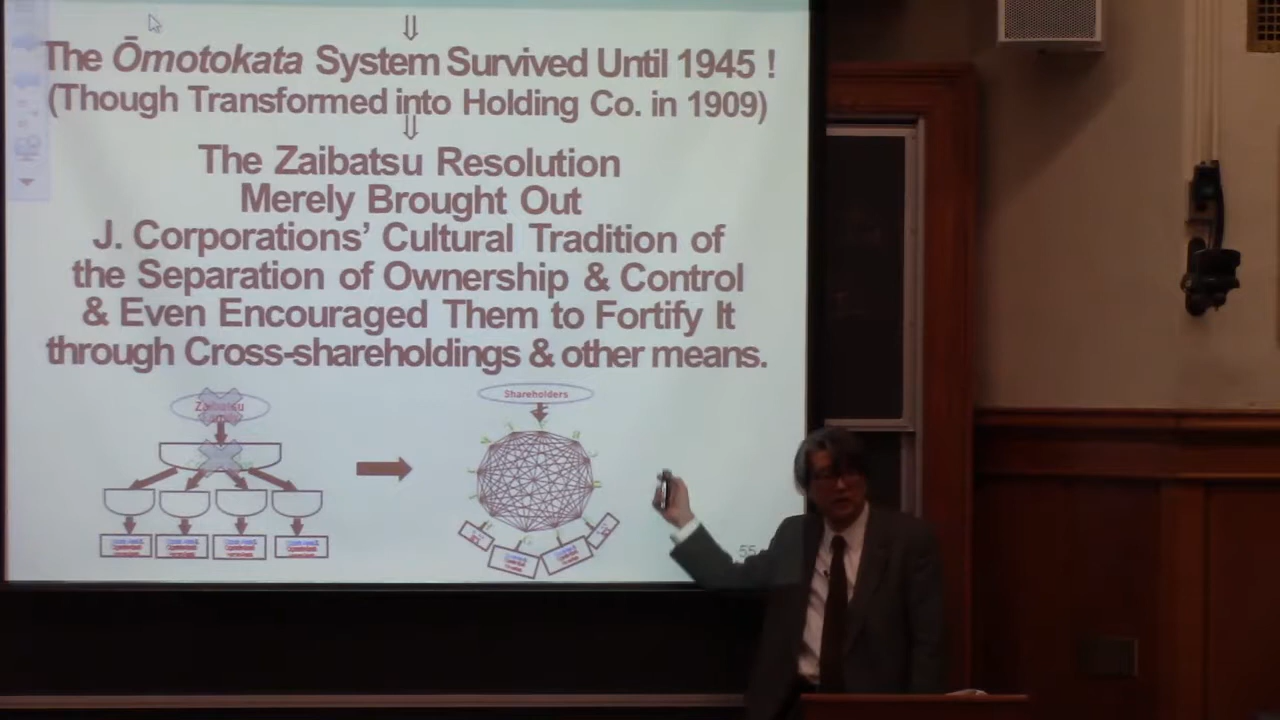 The Ōmotokata System Survived Until 1945 !
(Though Transformed into Holding Co. in 1909)
The Zaibatsu Resolution
Merely Brought Out
J. Corporations’ Cultural Tradition of
the Separation of Ownership & Control
& Even Encouraged Them to Fortify It
through Cross-shareholdings & other means.
Zaibatsu
Shareholders
55